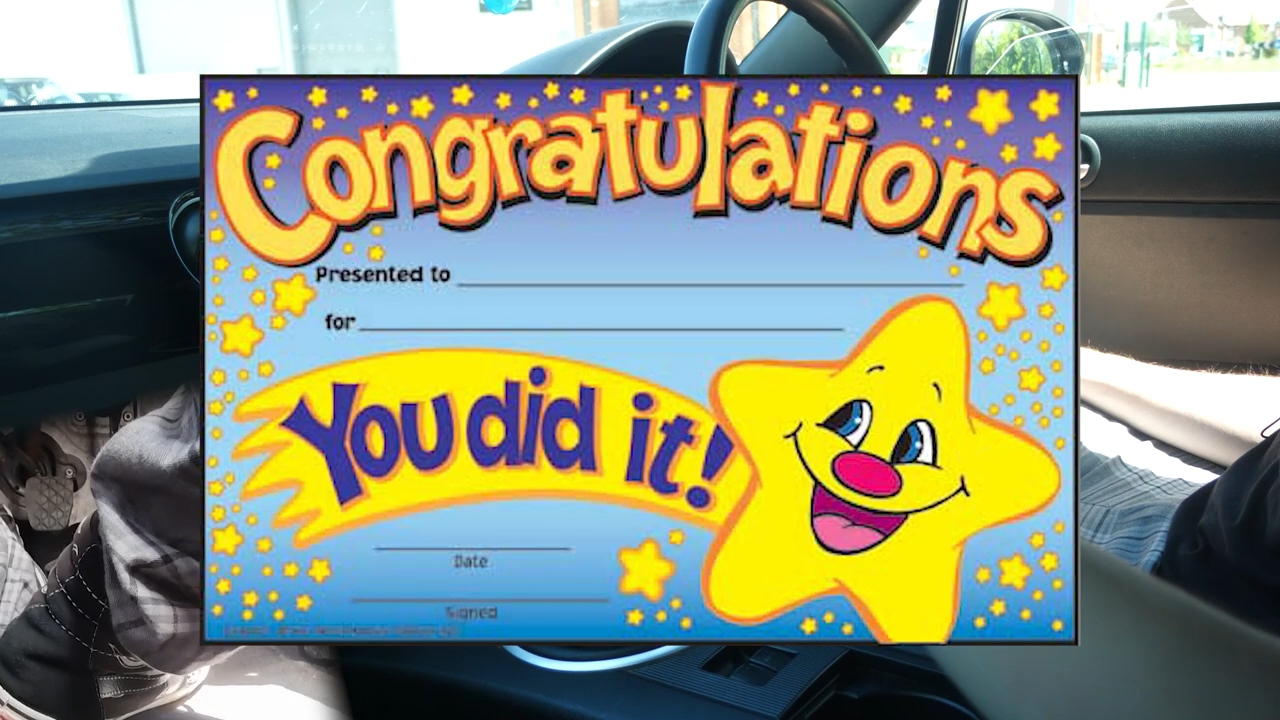 Congratulations
Presented to
for
You did it!
Date
Signed